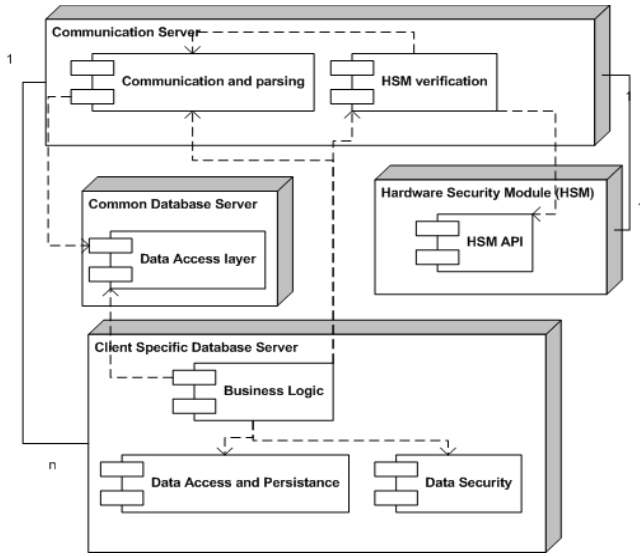 Communication Server
1
Communication and parsing
HSM verification
1
Common Database Server
Hardware Security Module (HSM)
Data Access layer
HSM API
Client Specific Database Server
Business Logic
n
Data Access and Persistance
Data Security